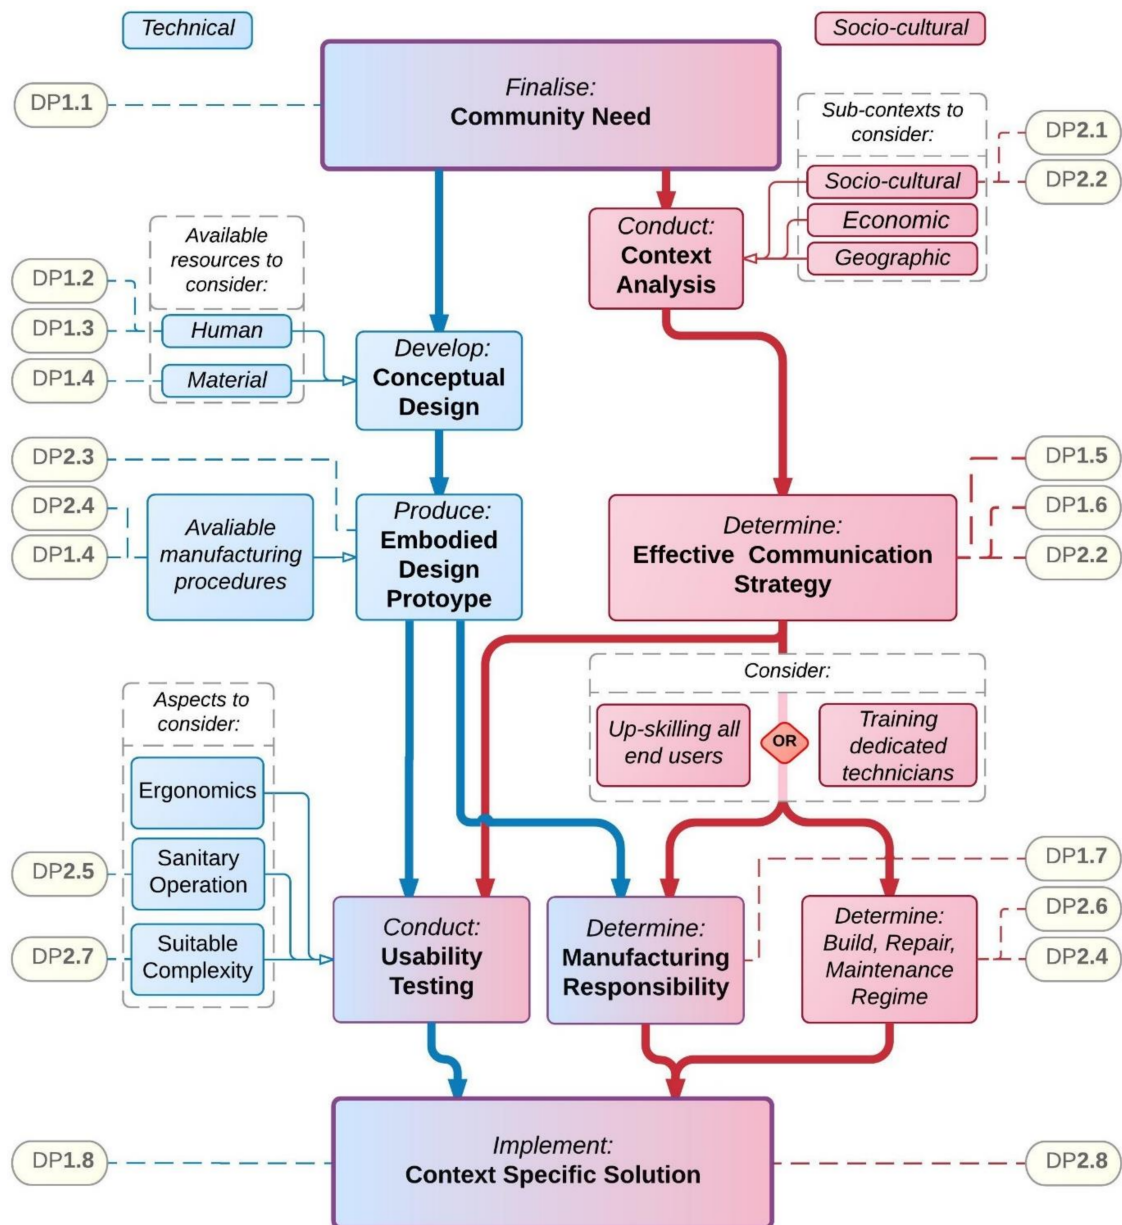 Technical
Socio-cultural
DP1.1
Finalise:
Community Need
Sub-contexts to
consider:
Socio-cultural
Economic
Geographic
DP2.1
DP2.2
Conduct:
Context
Analysis
Available
resources to
consider:
Human
Material
DP1.2
DP1.3
DP1.4
Develop:
Conceptual
Design
DP2.3
DP2.4
DP1.4
Avaliable
manufacturing
procedures
Produce:
Embodied
Design
Protoype
Determine:
Effective Communication
Strategy
DP1.5
DP1.6
DP2.2
Consider:
Up-skilling all
end users
OR
Training
dedicated
technicians
Aspects to
consider:
Ergonomics
Sanitary
Operation
Suitable
Complexity
DP2.5
DP2.7
Conduct:
Usability
Testing
Determine:
Manufacturing
Responsibility
Determine:
Build, Repair,
Maintenance
Regime
DP1.7
DP2.6
DP2.4
DP1.8
Implement:
Context Specific Solution
DP2.8